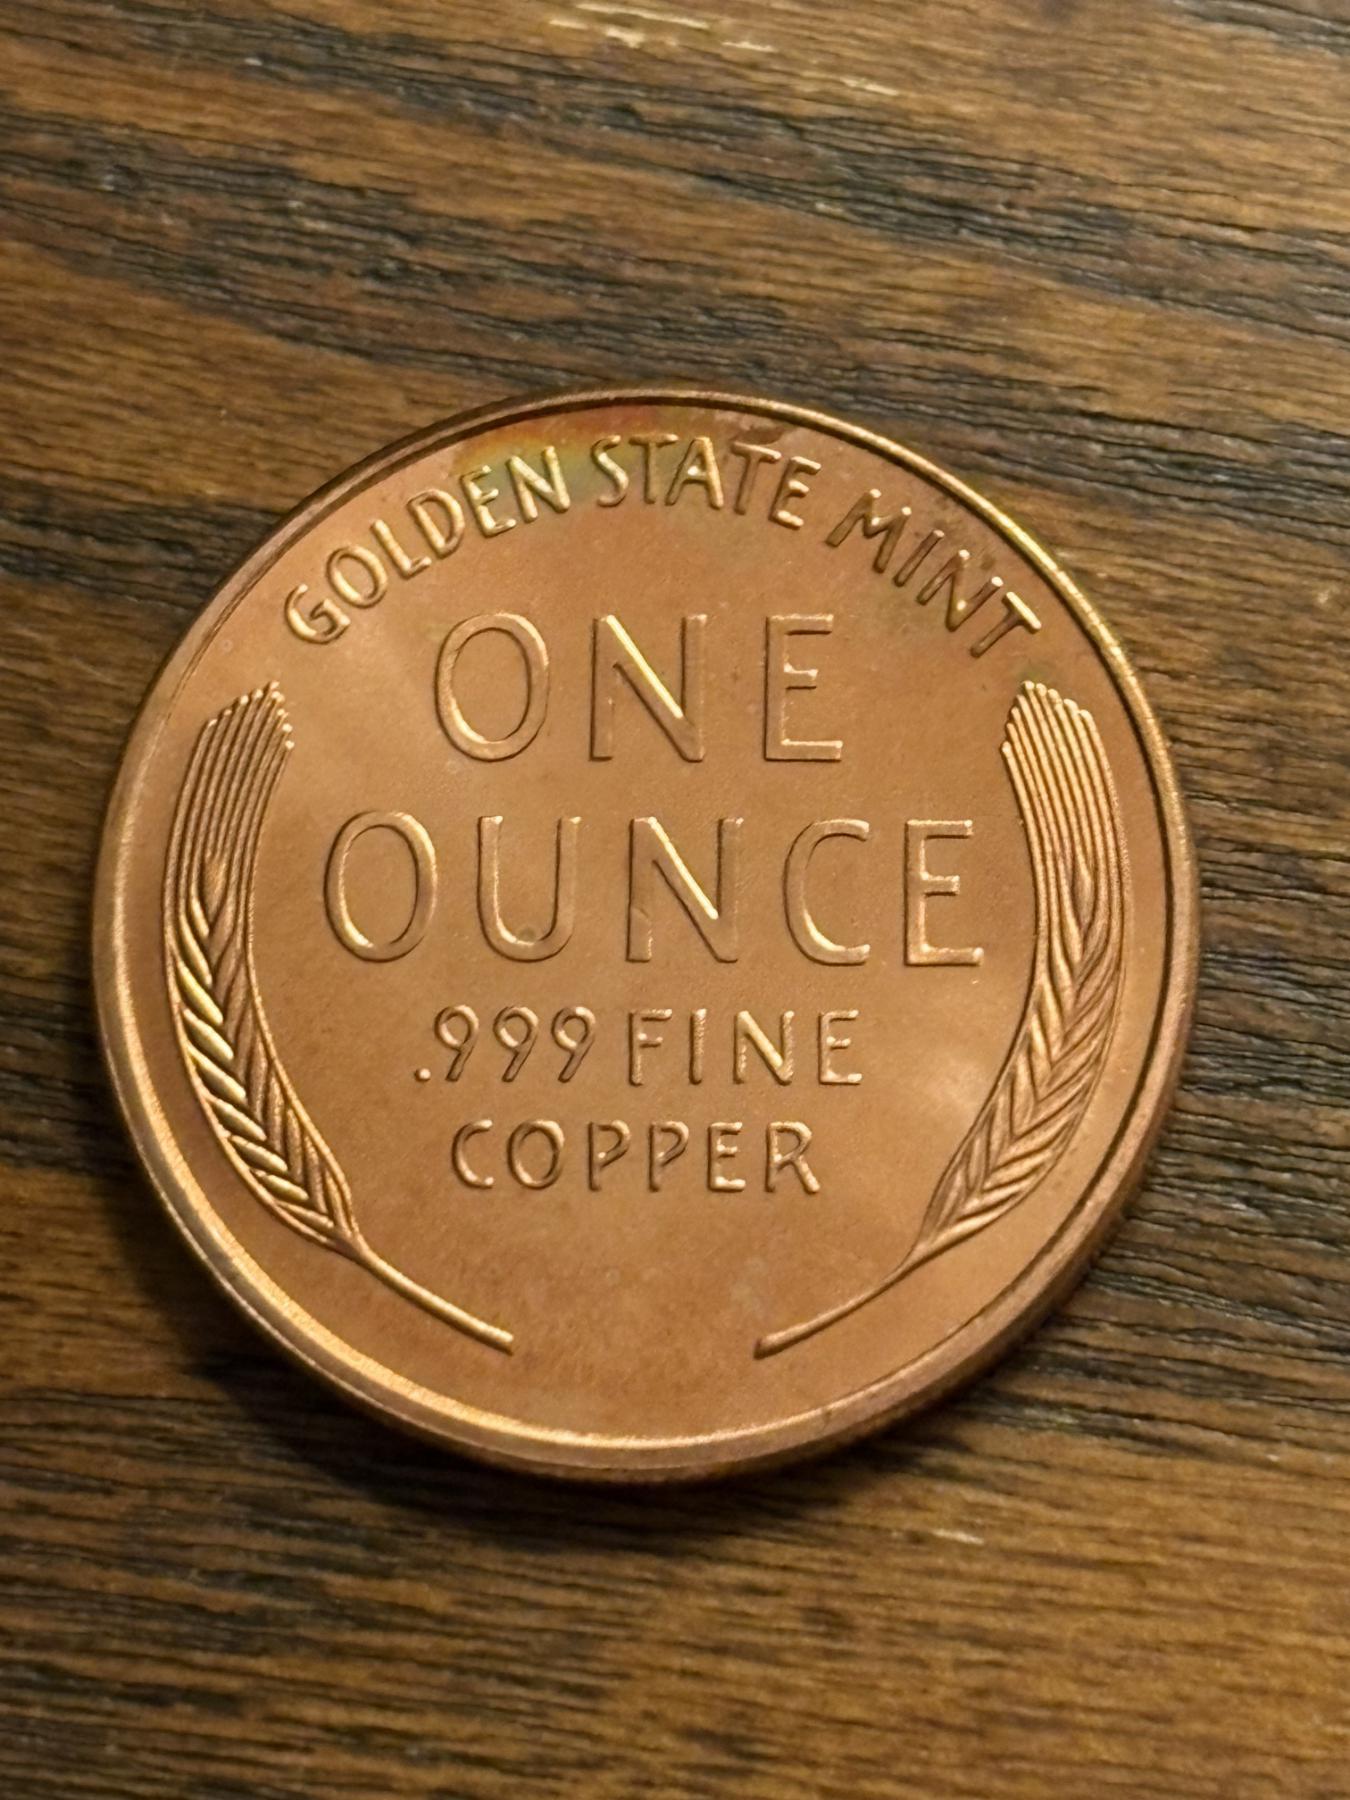 GOLDEN STATE MINT
ONE
OUNCE
.999 FINE
COPPER